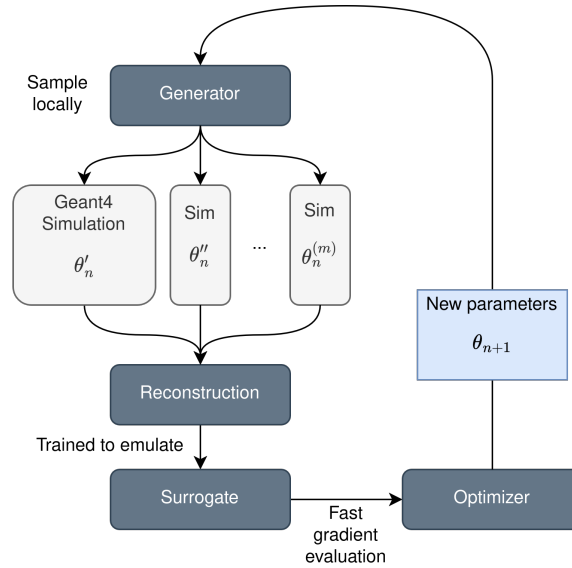 Sample
locally
Generator
Geant4
Simulation
θ′ₙ
Sim
θ″ₙ
...
Sim
θₙ⁽ᵐ⁾
New parameters
θₙ₊₁
Reconstruction
Trained to emulate
Surrogate
Fast
gradient
evaluation
Optimizer